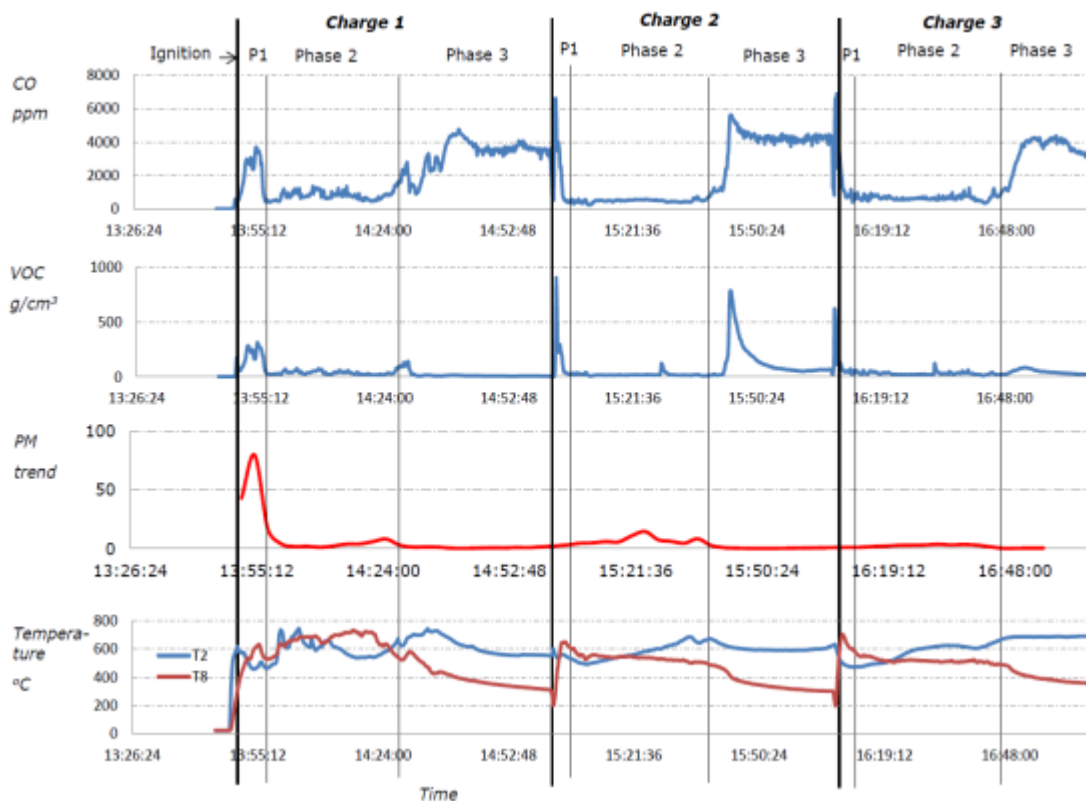 Charge 1 Charge 2 Charge 3
Ignition P1 Phase 2 Phase 3 P1 Phase 2 Phase 3 P1 Phase 2 Phase 3
CO
ppm
8000
6000
4000
2000
0
13:26:24 13:55:12 14:24:00 14:52:48 15:21:36 15:50:24 16:19:12 16:48:00
VOC
g/cm³
1000
500
0
13:26:24 13:55:12 14:24:00 14:52:48 15:21:36 15:50:24 16:19:12 16:48:00
PM
trend
100
50
0
13:26:24 13:55:12 14:24:00 14:52:48 15:21:36 15:50:24 16:19:12 16:48:00
Tempera-
ture
ºC
800
600
400
200
0
T2
T8
13:26:24 13:55:12 14:24:00 14:52:48 15:21:36 15:50:24 16:19:12 16:48:00
Time